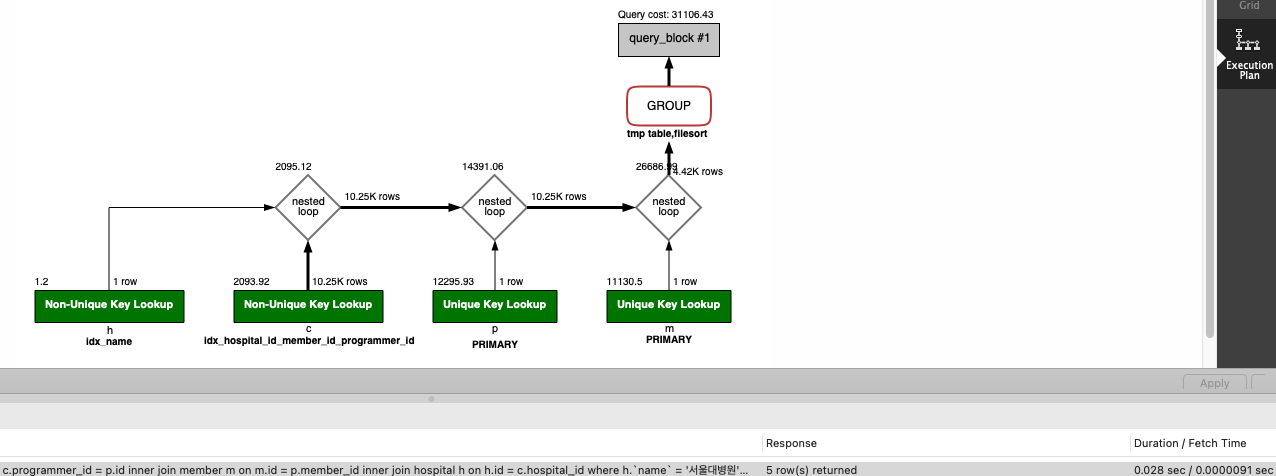 Grid
Query cost: 31106.43
query_block #1
Execution
Plan
GROUP
tmp table,filesort
2095.12
14391.06
26686.99
4.42K rows
nested
loop
10.25K rows
nested
loop
10.25K rows
nested
loop
1.2
1 row
2093.92
10.25K rows
12295.93
1 row
11130.5
1 row
Non-Unique Key Lookup
Non-Unique Key Lookup
Unique Key Lookup
Unique Key Lookup
h
c
p
m
idx_name
idx_hospital_id_member_id_programmer_id
PRIMARY
PRIMARY
Apply
Response
Duration / Fetch Time
c.programmer_id = p.id inner join member m on m.id = p.member_id inner join hospital h on h.id = c.hospital_id where h.`name` = '서울대병원'...
5 row(s) returned
0.028 sec / 0.0000091 sec